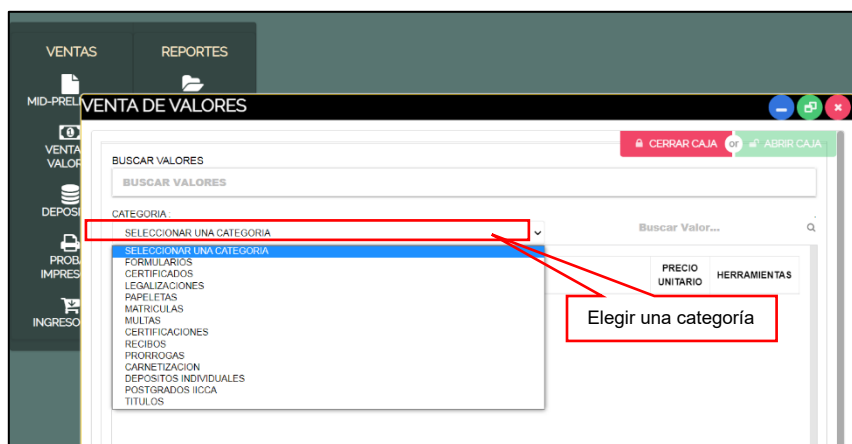 VENTAS
REPORTES
MID-PREL
VENTA
VALOR
DEPOSI
PROB
IMPRES
INGRESO
VENTA DE VALORES
CERRAR CAJA or ABRIR CAJA
BUSCAR VALORES
BUSCAR VALORES
CATEGORIA :
SELECCIONAR UNA CATEGORIA
Buscar Valor...
SELECCIONAR UNA CATEGORIA
FORMULARIOS
CERTIFICADOS
LEGALIZACIONES
PAPELETAS
MATRICULAS
MULTAS
CERTIFICACIONES
RECIBOS
PRORROGAS
CARNETIZACION
DEPOSITOS INDIVIDUALES
POSTGRADOS IICCA
TITULOS
PRECIO
UNITARIO
HERRAMIENTAS
Elegir una categoría